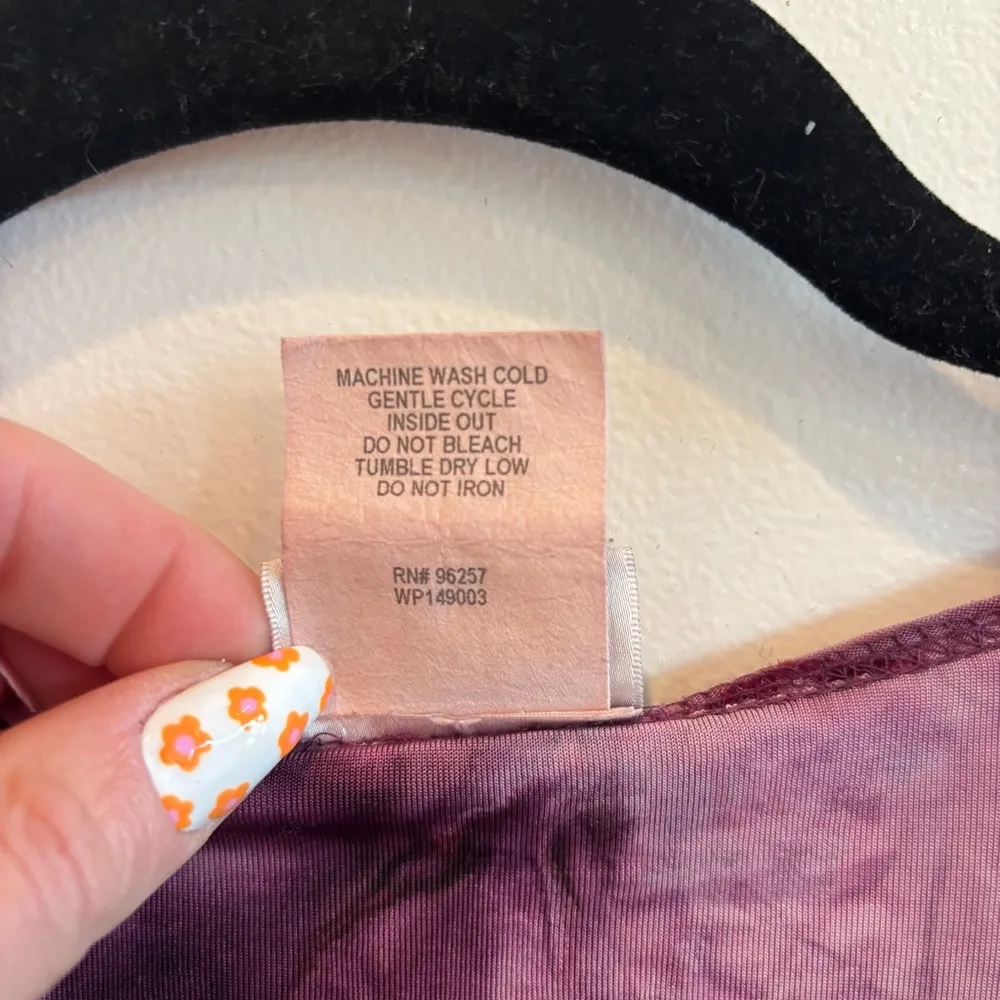 MACHINE WASH COLD
GENTLE CYCLE
INSIDE OUT
DO NOT BLEACH
TUMBLE DRY LOW
DO NOT IRON
RN# 96257
WP149003